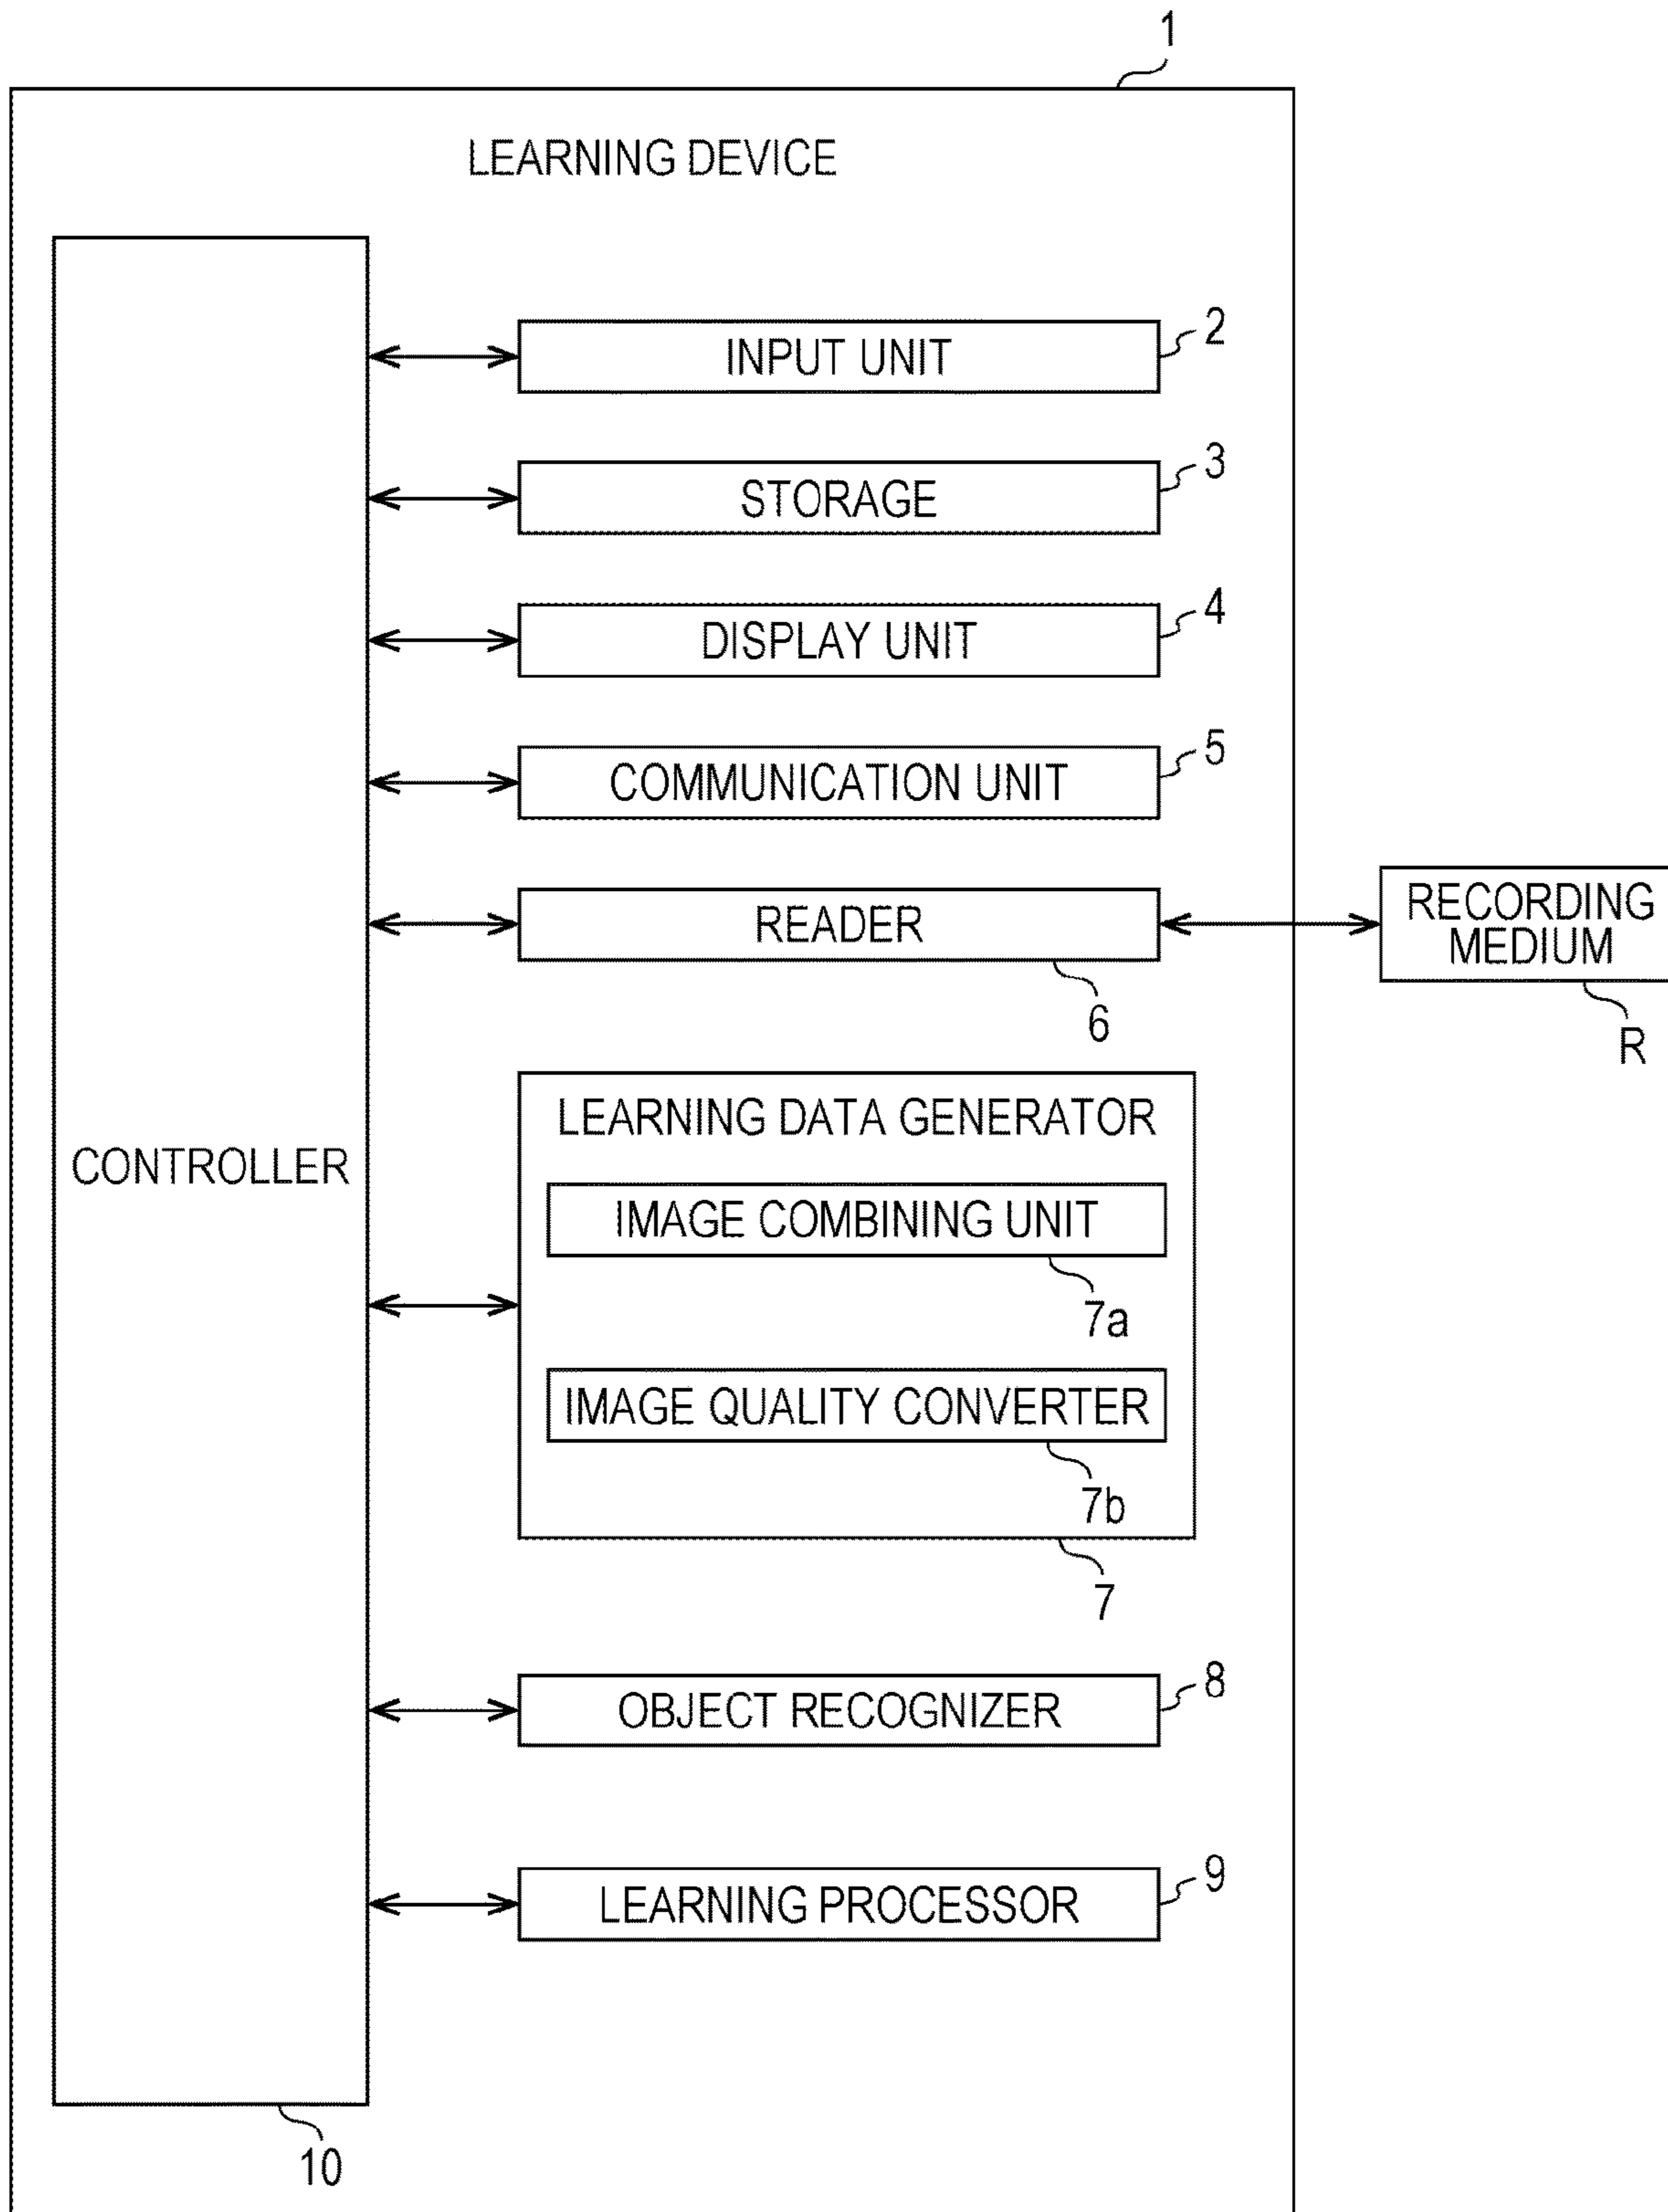 1
LEARNING DEVICE
INPUT UNIT
2
STORAGE
3
DISPLAY UNIT
4
COMMUNICATION UNIT
5
READER
6
RECORDING
MEDIUM
R
CONTROLLER
LEARNING DATA GENERATOR
IMAGE COMBINING UNIT
7a
IMAGE QUALITY CONVERTER
7b
7
OBJECT RECOGNIZER
8
LEARNING PROCESSOR
9
10